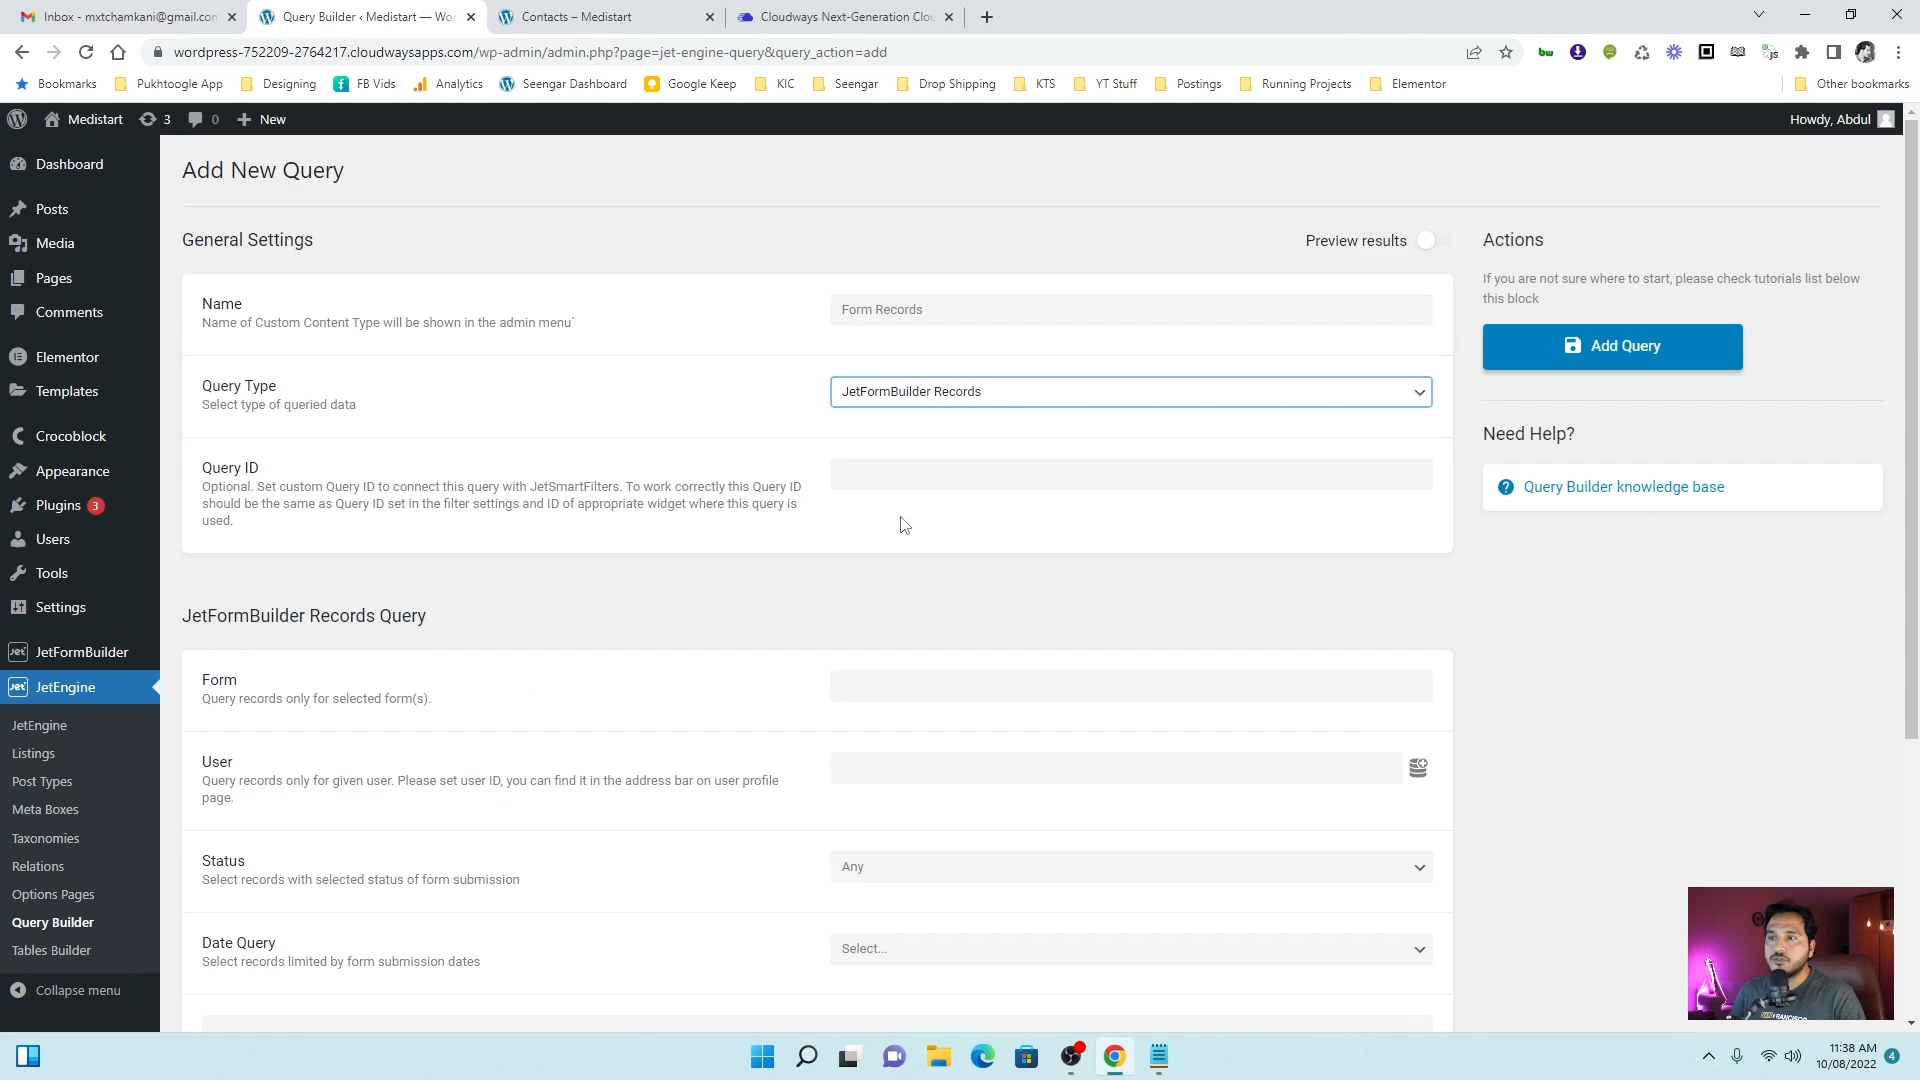 Inbox - mxtchamkani@gmail.con
Query Builder ‹ Medistart — Wor
Contacts – Medistart
Cloudways Next-Generation Clou
wordpress-752209-2764217.cloudwaysapps.com/wp-admin/admin.php?page=jet-engine-query&query_action=add
Bookmarks
Pukhtoogle App
Designing
FB Vids
Analytics
Seengar Dashboard
Google Keep
KIC
Seengar
Drop Shipping
KTS
YT Stuff
Postings
Running Projects
Elementor
Other bookmarks
Medistart
3
0
New
Howdy, Abdul
Dashboard
Posts
Media
Pages
Comments
Elementor
Templates
Crocoblock
Appearance
Plugins 3
Users
Tools
Settings
JetFormBuilder
JetEngine
JetEngine
Listings
Post Types
Meta Boxes
Taxonomies
Relations
Options Pages
Query Builder
Tables Builder
Collapse menu
Add New Query
General Settings
Preview results
Name
Name of Custom Content Type will be shown in the admin menu`
Form Records
Query Type
Select type of queried data
JetFormBuilder Records
Query ID
Optional. Set custom Query ID to connect this query with JetSmartFilters. To work correctly this Query ID
should be the same as Query ID set in the filter settings and ID of appropriate widget where this query is
used.
JetFormBuilder Records Query
Form
Query records only for selected form(s).
User
Query records only for given user. Please set user ID, you can find it in the address bar on user profile
page.
Status
Select records with selected status of form submission
Any
Date Query
Select records limited by form submission dates
Select...
Actions
If you are not sure where to start, please check tutorials list below
this block
Add Query
Need Help?
Query Builder knowledge base
11:38 AM
10/08/2022
4